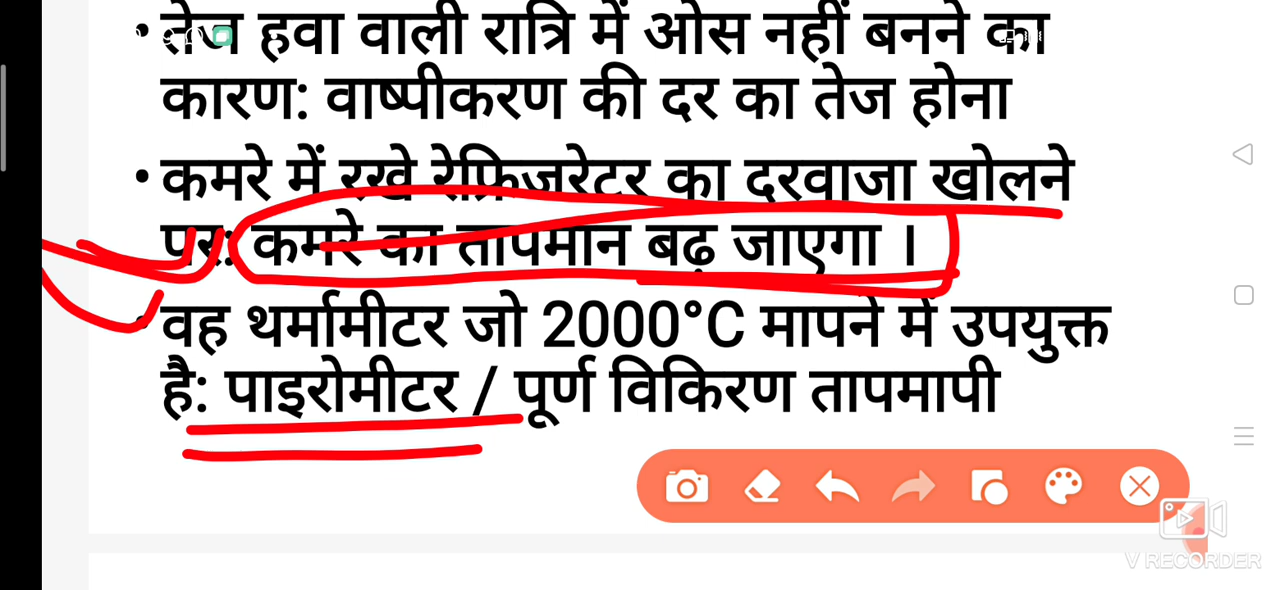 • तेज हवा वाली रात्रि में ओस नहीं बनने का
कारण: वाष्पीकरण की दर का तेज होना
• कमरे में रखे रेफ्रिजरेटर का दरवाजा खोलने
पर: कमरे का तापमान बढ़ जाएगा ।
• वह थर्मामीटर जो 2000°C मापने में उपयुक्त
है: पाइरोमीटर / पूर्ण विकिरण तापमापी
V RECORDER